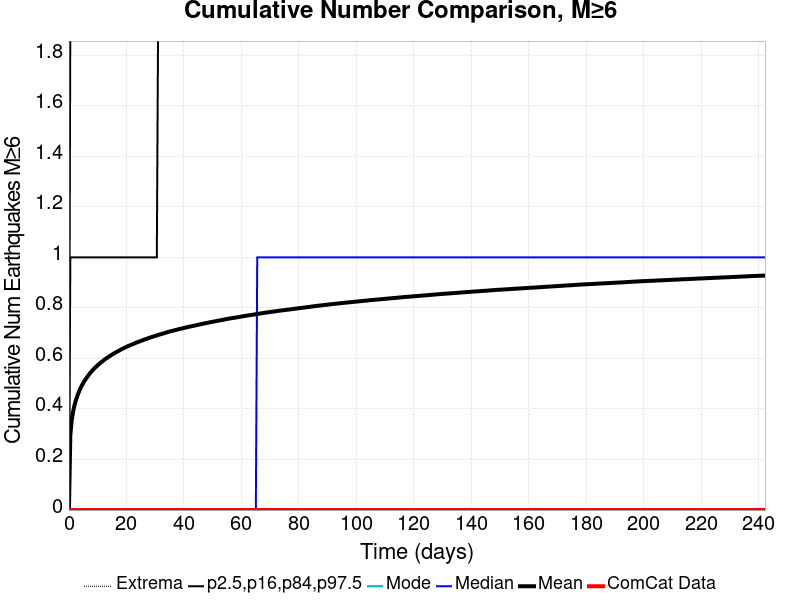 Cumulative Number Comparison, M≥6
Cumulative Num Earthquakes M≥6
1.8
1.6
1.4
1.2
1
0.8
0.6
0.4
0.2
0
0 20 40 60 80 100 120 140 160 180 200 220 240
Time (days)
Extrema p2.5,p16,p84,p97.5 Mode Median Mean ComCat Data